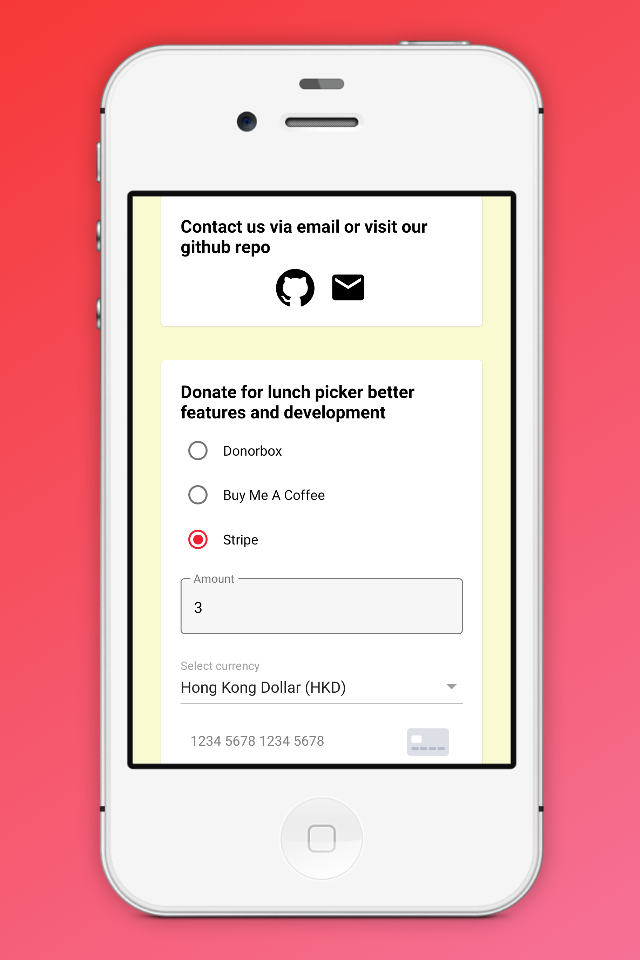 Contact us via email or visit our
github repo
Donate for lunch picker better
features and development
Donorbox
Buy Me A Coffee
Stripe
Amount
3
Select currency
Hong Kong Dollar (HKD)
1234 5678 1234 5678